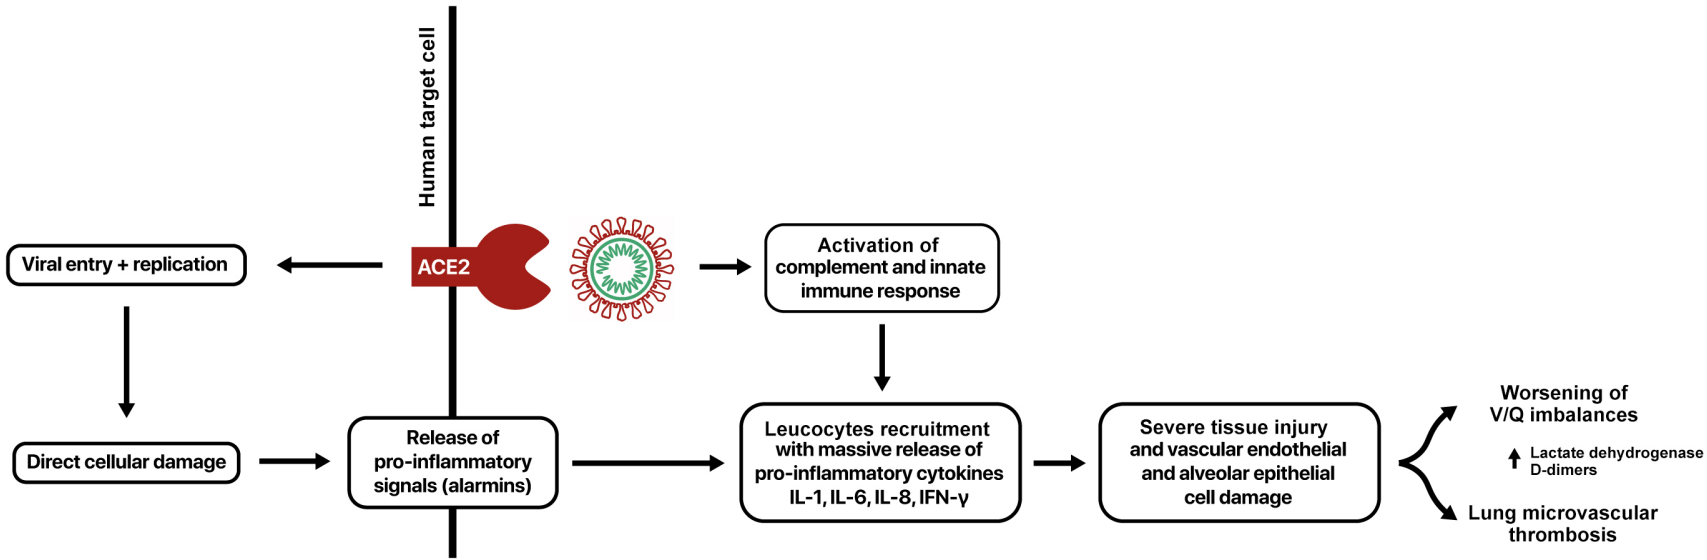 Human target cell
Viral entry + replication
ACE2
Activation of
complement and innate
immune response
Direct cellular damage
Release of
pro-inflammatory
signals (alarmins)
Leucocytes recruitment
with massive release of
pro-inflammatory cytokines
IL-1, IL-6, IL-8, IFN-γ
Severe tissue injury
and vascular endothelial
and alveolar epithelial
cell damage
Worsening of
V/Q imbalances
Lactate dehydrogenase
D-dimers
Lung microvascular
thrombosis